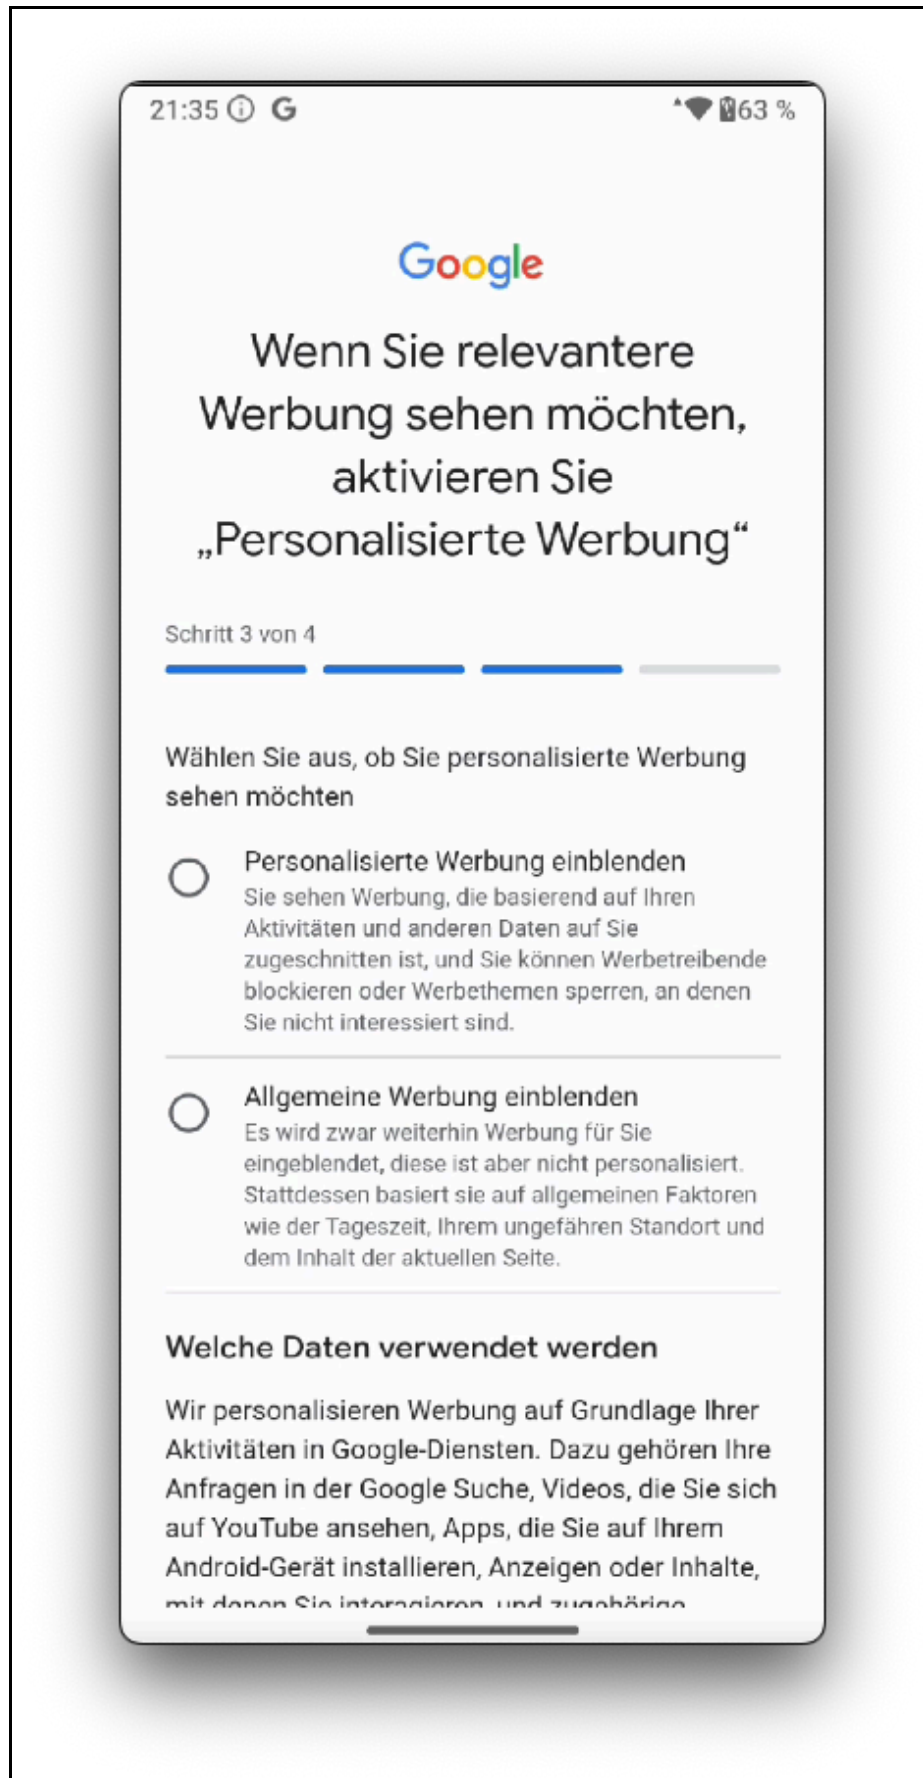 21:35 G 63 %
Google
Wenn Sie relevantere
Werbung sehen möchten,
aktivieren Sie
„Personalisierte Werbung“
Schritt 3 von 4
Wählen Sie aus, ob Sie personalisierte Werbung
sehen möchten
Personalisierte Werbung einblenden
Sie sehen Werbung, die basierend auf Ihren
Aktivitäten und anderen Daten auf Sie
zugeschnitten ist, und Sie können Werbetreibende
blockieren oder Werbethemen sperren, an denen
Sie nicht interessiert sind.
Allgemeine Werbung einblenden
Es wird zwar weiterhin Werbung für Sie
eingeblendet, diese ist aber nicht personalisiert.
Stattdessen basiert sie auf allgemeinen Faktoren
wie der Tageszeit, Ihrem ungefähren Standort und
dem Inhalt der aktuellen Seite.
Welche Daten verwendet werden
Wir personalisieren Werbung auf Grundlage Ihrer
Aktivitäten in Google-Diensten. Dazu gehören Ihre
Anfragen in der Google Suche, Videos, die Sie sich
auf YouTube ansehen, Apps, die Sie auf Ihrem
Android-Gerät installieren, Anzeigen oder Inhalte,
mit denen Sie interagieren, und zugehörige